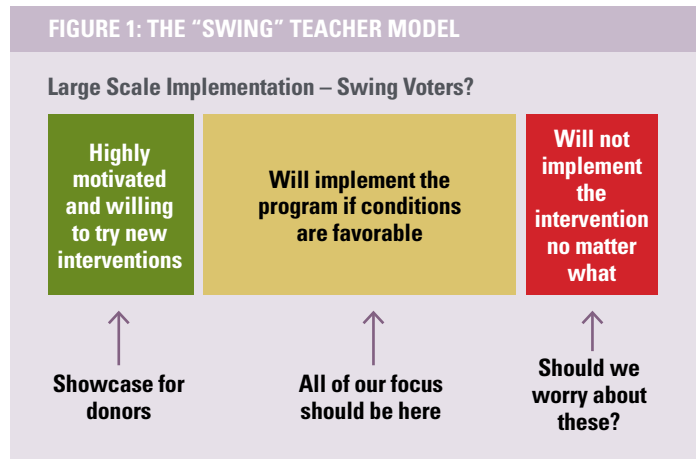 FIGURE 1: THE “SWING” TEACHER MODEL
Large Scale Implementation – Swing Voters?
Highly
motivated
and willing
to try new
interventions
Will implement the
program if conditions
are favorable
Will not
implement
the
intervention
no matter
what
Showcase for
donors
All of our focus
should be here
Should we
worry about
these?